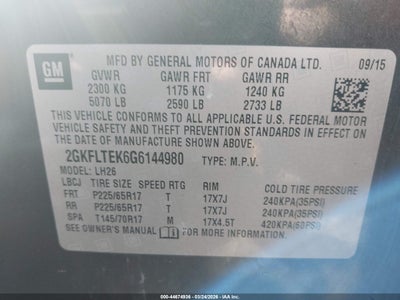 GM
MFD BY GENERAL MOTORS OF CANADA LTD. 09/15
GVWR GAWR FRT GAWR RR
2300 KG 1175 KG 1240 KG
5070 LB 2590 LB 2733 LB
THIS VEHICLE CONFORMS TO ALL APPLICABLE U.S. FEDERAL MOTOR
VEHICLE SAFETY AND THEFT PREVENTION STANDARDS IN EFFECT ON THE
DATE OF MANUFACTURE SHOWN ABOVE.
2GKFLTEK6G6144980 TYPE: M.P.V.
MODEL: LH26
LBCJ TIRE SIZE SPEED RTG RIM COLD TIRE PRESSURE
FRT P225/65R17 T 17X7J 240KPA(35PSI)
RR P225/65R17 T 17X7J 240KPA(35PSI)
SPA T145/70R17 M 17X4.5T 420KPA(60PSI)
SEE OWNER'S MANUAL FOR ADDITIONAL INFORMATION.
000-44674936 - 03/24/2026 - IAA